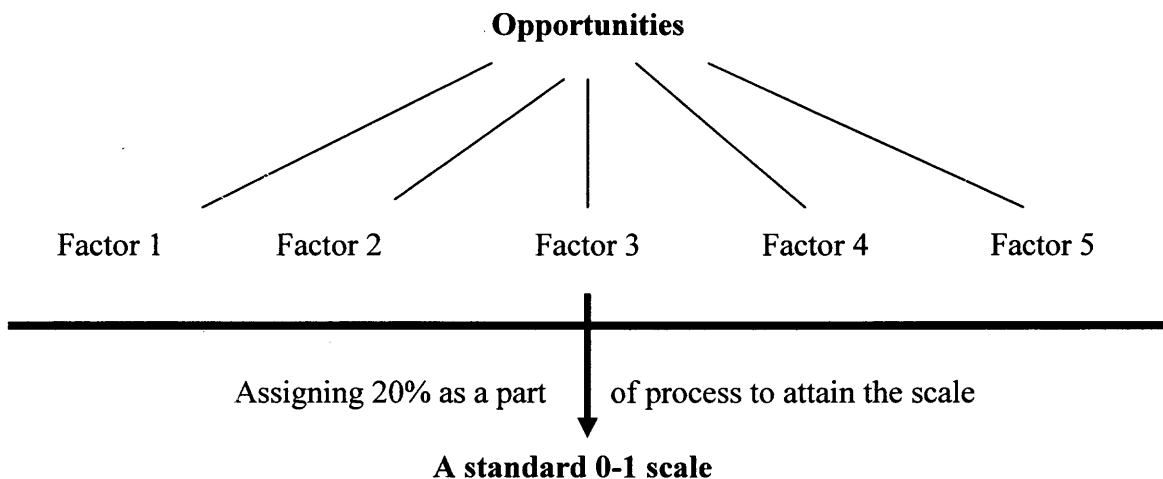 Opportunities
Factor 1 Factor 2 Factor 3 Factor 4 Factor 5
Assigning 20% as a part of process to attain the scale
A standard 0-1 scale